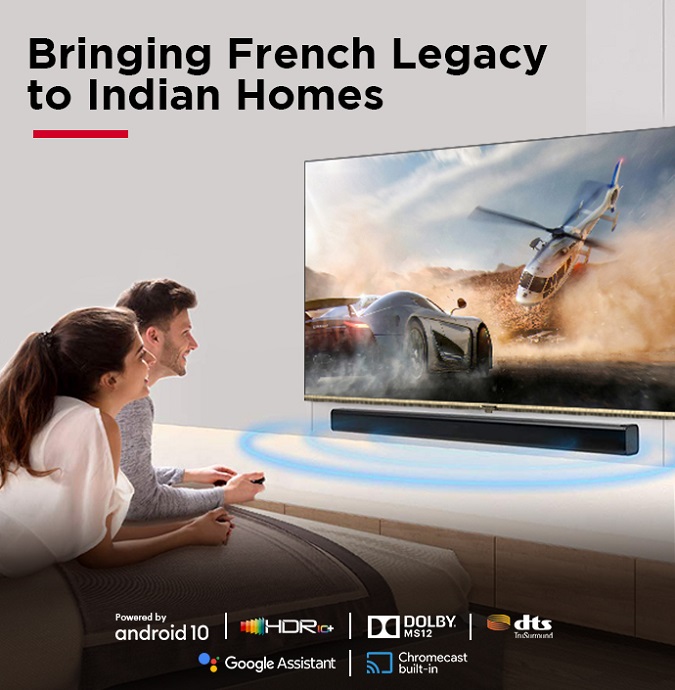 Bringing French Legacy
to Indian Homes
Powered by
android 10
HDR10+
DOLBY
MS12
dts
TruSurround
Google Assistant
Chromecast
built-in